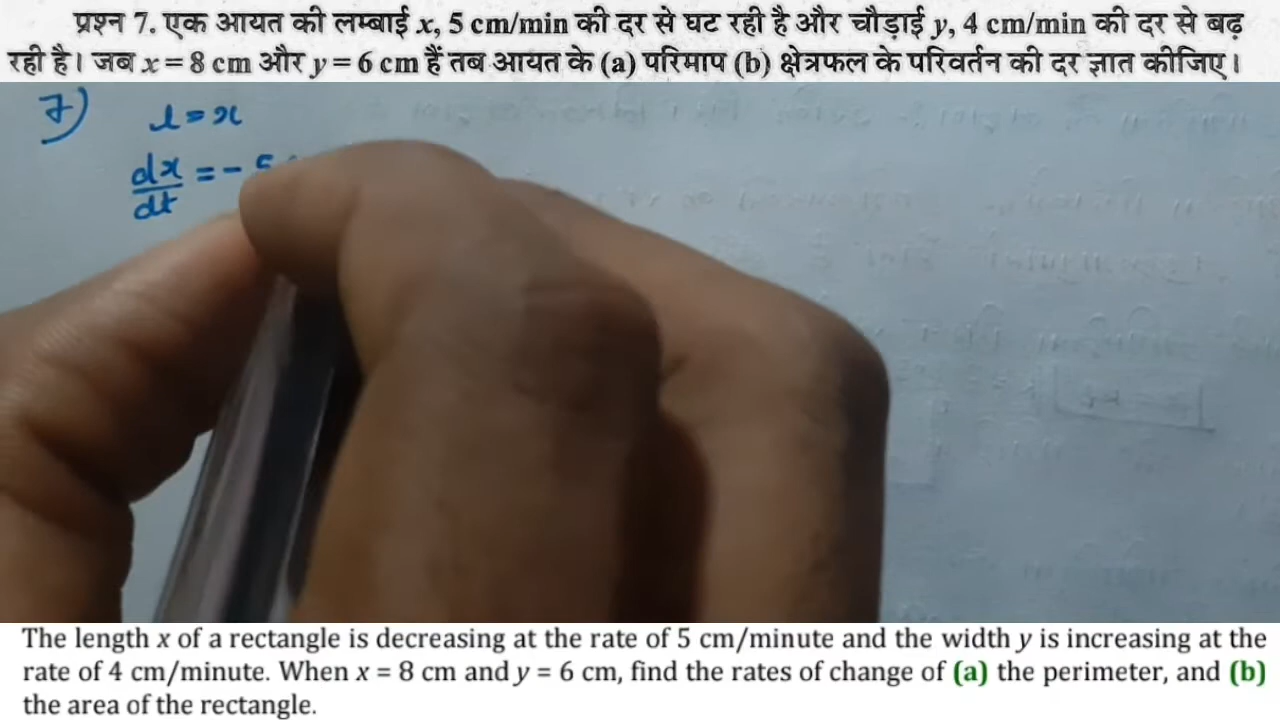 प्रश्न 7. एक आयत की लम्बाई x, 5 cm/min की दर से घट रही है और चौड़ाई y, 4 cm/min की दर से बढ़
रही है। जब x = 8 cm और y = 6 cm हैं तब आयत के (a) परिमाप (b) क्षेत्रफल के परिवर्तन की दर ज्ञात कीजिए।
7) l = x
dx/dt = - 5
The length x of a rectangle is decreasing at the rate of 5 cm/minute and the width y is increasing at the
rate of 4 cm/minute. When x = 8 cm and y = 6 cm, find the rates of change of (a) the perimeter, and (b)
the area of the rectangle.